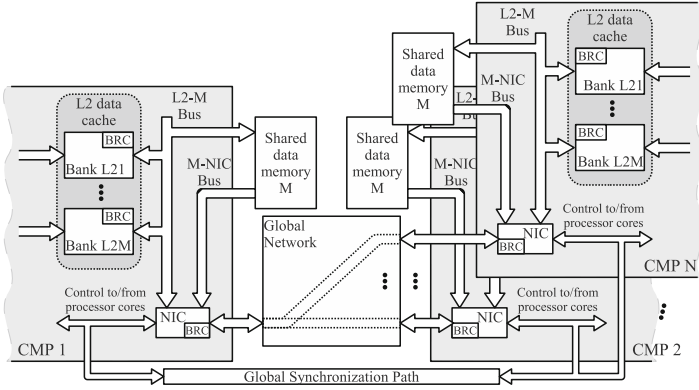 L2-M
Bus
L2 data
cache
BRC
Bank L21
BRC
Bank L2M
Shared
data
memory
M
M-NIC
Bus
Control to/from
processor cores
NIC
BRC
CMP 1
Global
Network
Shared
data
memory
M
L2-
M-NIC
Bus
NIC
BRC
Control to/from
processor cores
CMP 2
Shared
data
memory
M
L2-M
Bus
M-NIC
Bus
L2 data
cache
BRC
Bank L21
BRC
Bank L2M
NIC
BRC
Control to/from
processor cores
CMP N
Global Synchronization Path